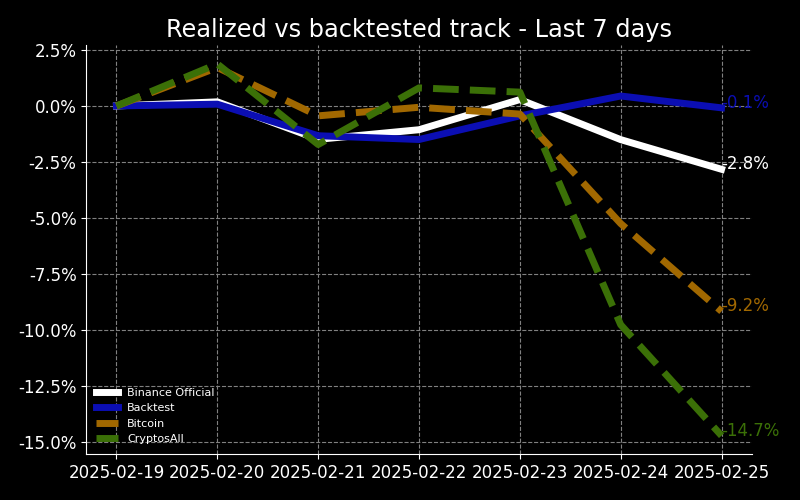 Realized vs backtested track - Last 7 days
2.5%
0.0%
-2.5%
-5.0%
-7.5%
-10.0%
-12.5%
-15.0%
-0.1%
-2.8%
-9.2%
-14.7%
Binance Official
Backtest
Bitcoin
CryptosAll
2025-02-19 2025-02-20 2025-02-21 2025-02-22 2025-02-23 2025-02-24 2025-02-25